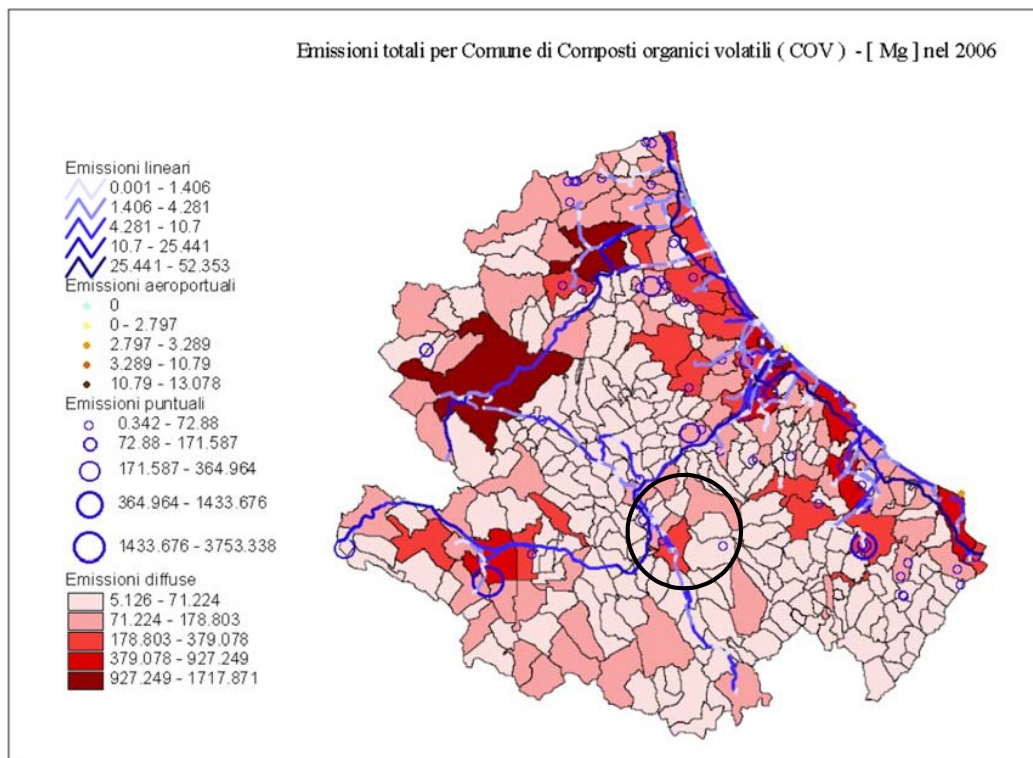 Emissioni totali per Comune di Composti organici volatili ( COV ) - [ Mg ] nel 2006
Emissioni lineari
0.001 - 1.406
1.406 - 4.281
4.281 - 10.7
10.7 - 25.441
25.441 - 52.353
Emissioni aeroportuali
0
0 - 2.797
2.797 - 3.289
3.289 - 10.79
10.79 - 13.078
Emissioni puntuali
0.342 - 72.88
72.88 - 171.587
171.587 - 364.964
364.964 - 1433.676
1433.676 - 3753.338
Emissioni diffuse
5.126 - 71.224
71.224 - 178.803
178.803 - 379.078
379.078 - 927.249
927.249 - 1717.871